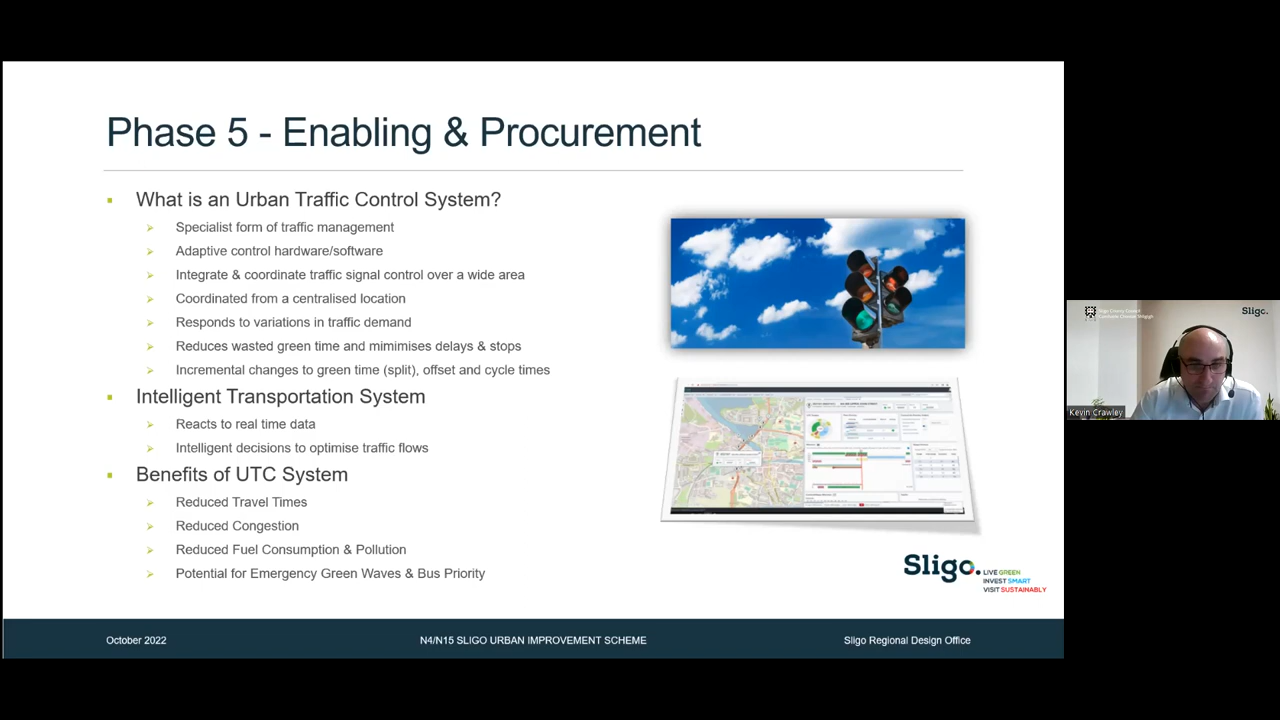 Phase 5 - Enabling & Procurement
What is an Urban Traffic Control System?
Specialist form of traffic management
Adaptive control hardware/software
Integrate & coordinate traffic signal control over a wide area
Coordinated from a centralised location
Responds to variations in traffic demand
Reduces wasted green time and mimimises delays & stops
Incremental changes to green time (split), offset and cycle times
Intelligent Transportation System
Reacts to real time data
Intelligent decisions to optimise traffic flows
Benefits of UTC System
Reduced Travel Times
Reduced Congestion
Reduced Fuel Consumption & Pollution
Potential for Emergency Green Waves & Bus Priority
Sligo.
LIVE GREEN
INVEST SMART
VISIT SUSTAINABLY
October 2022
N4/N15 SLIGO URBAN IMPROVEMENT SCHEME
Sligo Regional Design Office
Sligo County Council
Sligo.
Kevin Crawley